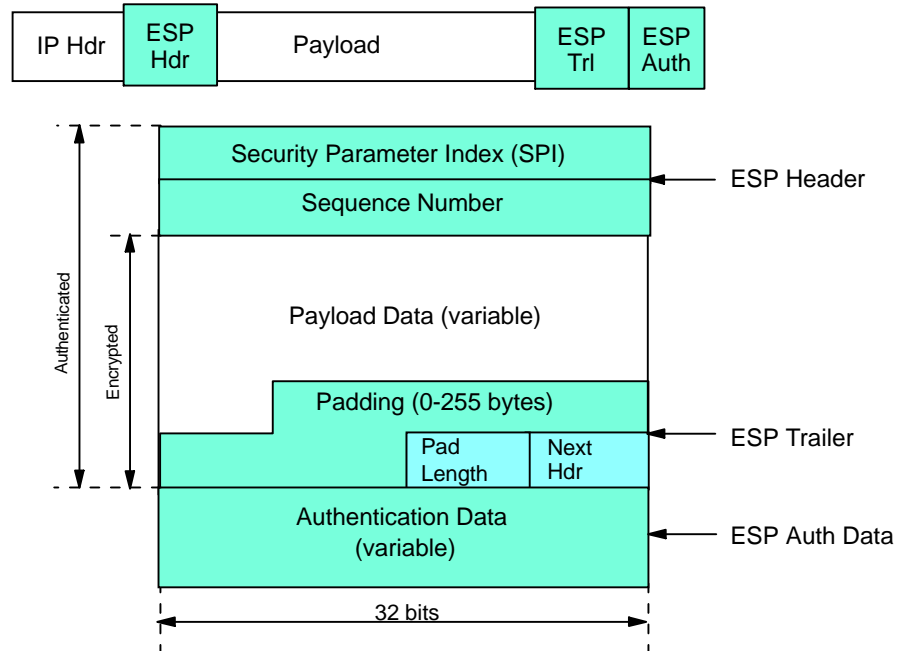 IP Hdr
ESP
Hdr
Payload
ESP
Trl
ESP
Auth
Security Parameter Index (SPI)
ESP Header
Sequence Number
Authenticated
Encrypted
Payload Data (variable)
Padding (0-255 bytes)
ESP Trailer
Pad
Length
Next
Hdr
Authentication Data
(variable)
ESP Auth Data
32 bits